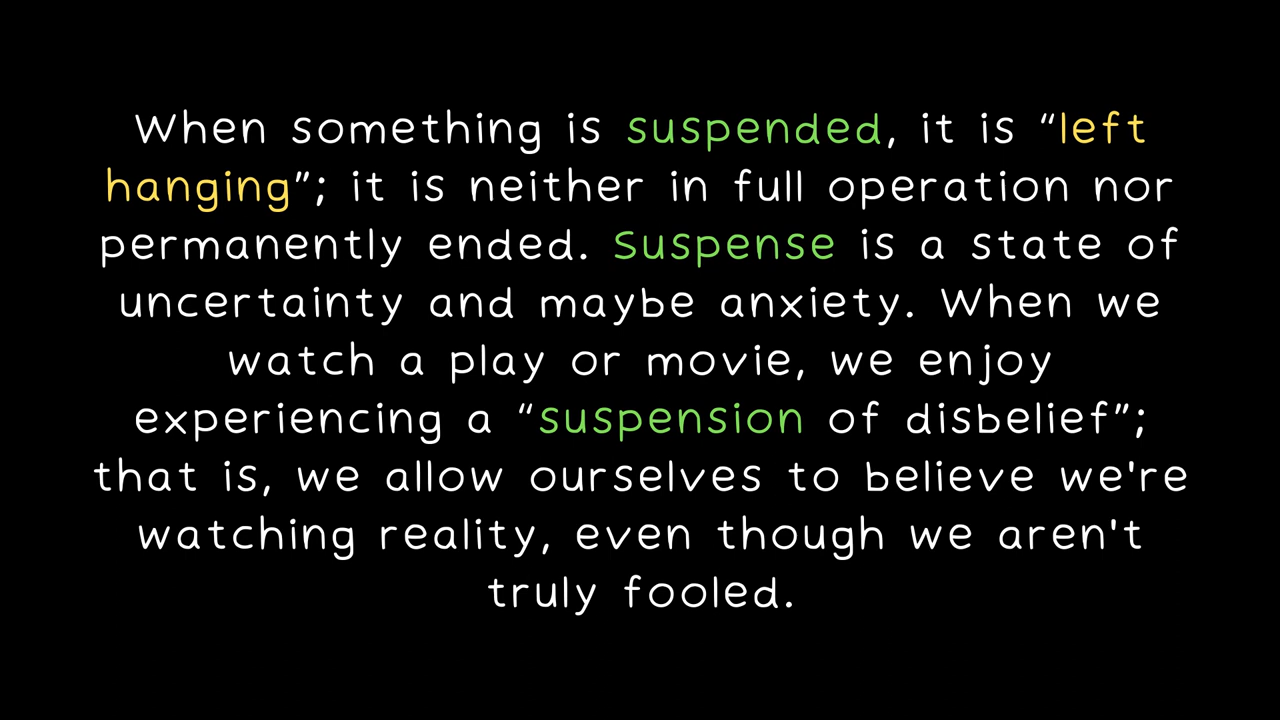 When something is suspended, it is “left
hanging”; it is neither in full operation nor
permanently ended. Suspense is a state of
uncertainty and maybe anxiety. When we
watch a play or movie, we enjoy
experiencing a “suspension of disbelief”;
that is, we allow ourselves to believe we're
watching reality, even though we aren't
truly fooled.